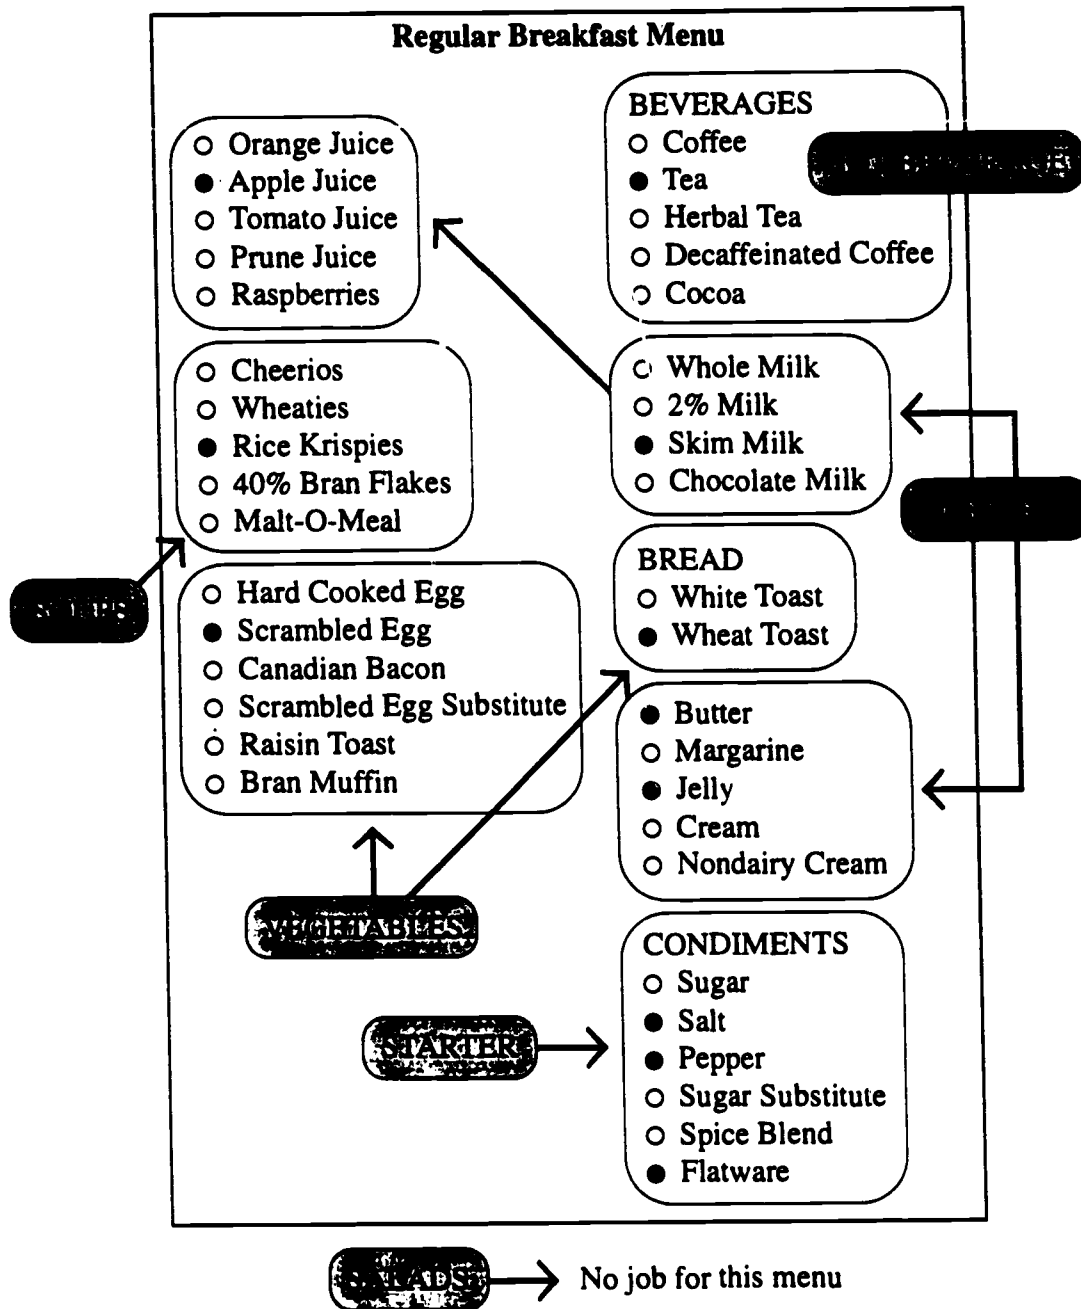 Regular Breakfast Menu
Orange Juice
Apple Juice
Tomato Juice
Prune Juice
Raspberries
Cheerios
Wheaties
Rice Krispies
40% Bran Flakes
Malt-O-Meal
Hard Cooked Egg
Scrambled Egg
Canadian Bacon
Scrambled Egg Substitute
Raisin Toast
Bran Muffin
VEGETABLES
STARTER
BEVERAGES
Coffee
Tea
Herbal Tea
Decaffeinated Coffee
Cocoa
Whole Milk
2% Milk
Skim Milk
Chocolate Milk
BREAD
White Toast
Wheat Toast
Butter
Margarine
Jelly
Cream
Nondairy Cream
CONDIMENTS
Sugar
Salt
Pepper
Sugar Substitute
Spice Blend
Flatware
SALADS
No job for this menu